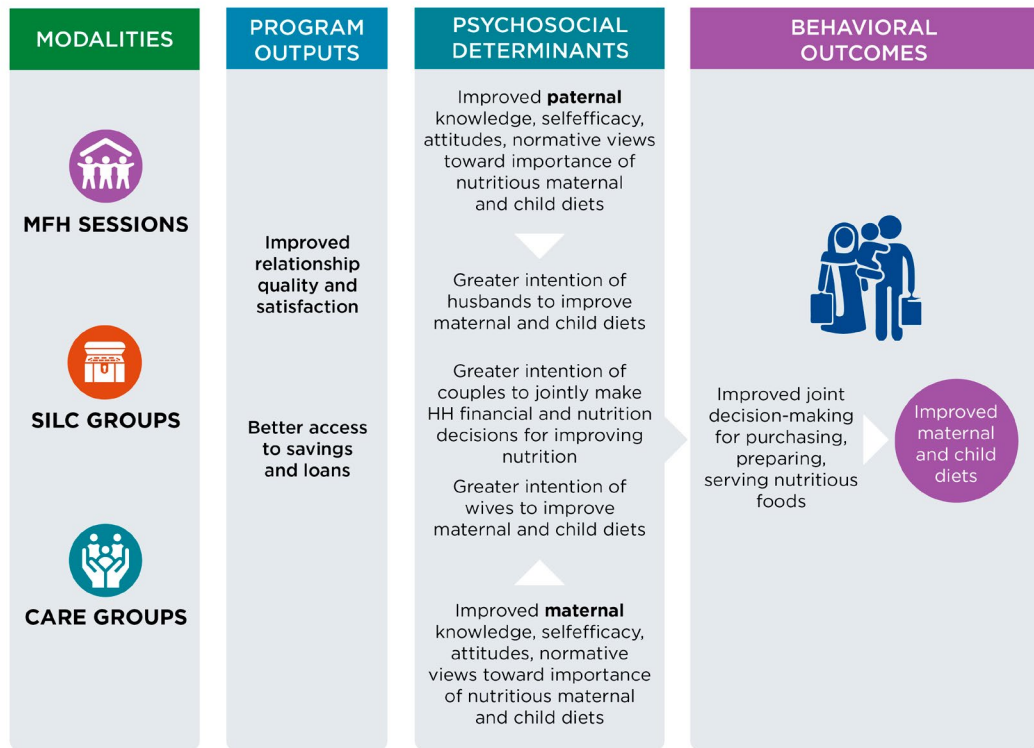 MODALITIES
MFH SESSIONS
SILC GROUPS
CARE GROUPS
PROGRAM
OUTPUTS
Improved
relationship
quality and
satisfaction
Better access
to savings
and loans
PSYCHOSOCIAL
DETERMINANTS
Improved paternal
knowledge, selfefficacy,
attitudes, normative views
toward importance of
nutritious maternal
and child diets
Greater intention of
husbands to improve
maternal and child diets
Greater intention of
couples to jointly make
HH financial and nutrition
decisions for improving
nutrition
Greater intention of
wives to improve
maternal and child diets
Improved maternal
knowledge, selfefficacy,
attitudes, normative
views toward importance
of nutritious maternal
and child diets
BEHAVIORAL
OUTCOMES
Improved joint
decision-making
for purchasing,
preparing,
serving nutritious
foods
Improved
maternal
and child
diets